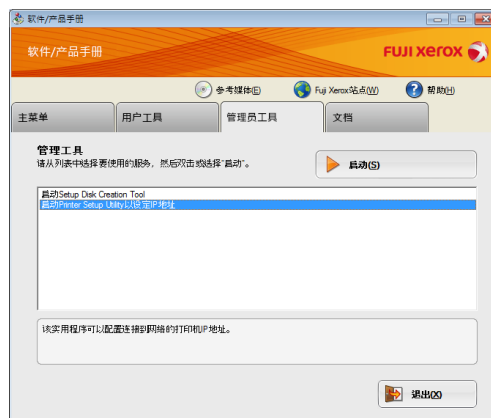 软件/产品手册
软件/产品手册
FUJI xerox
参考媒体(E)
Fuji Xerox站点(W)
帮助(H)
主菜单
用户工具
管理员工具
文档
管理工具
请从列表中选择要使用的服务，然后双击或选择“启动”。
启动(S)
启动Setup Disk Creation Tool
启动Printer Setup Utility以设定IP地址
该实用程序可以配置连接到网络的打印机IP地址。
退出(X)